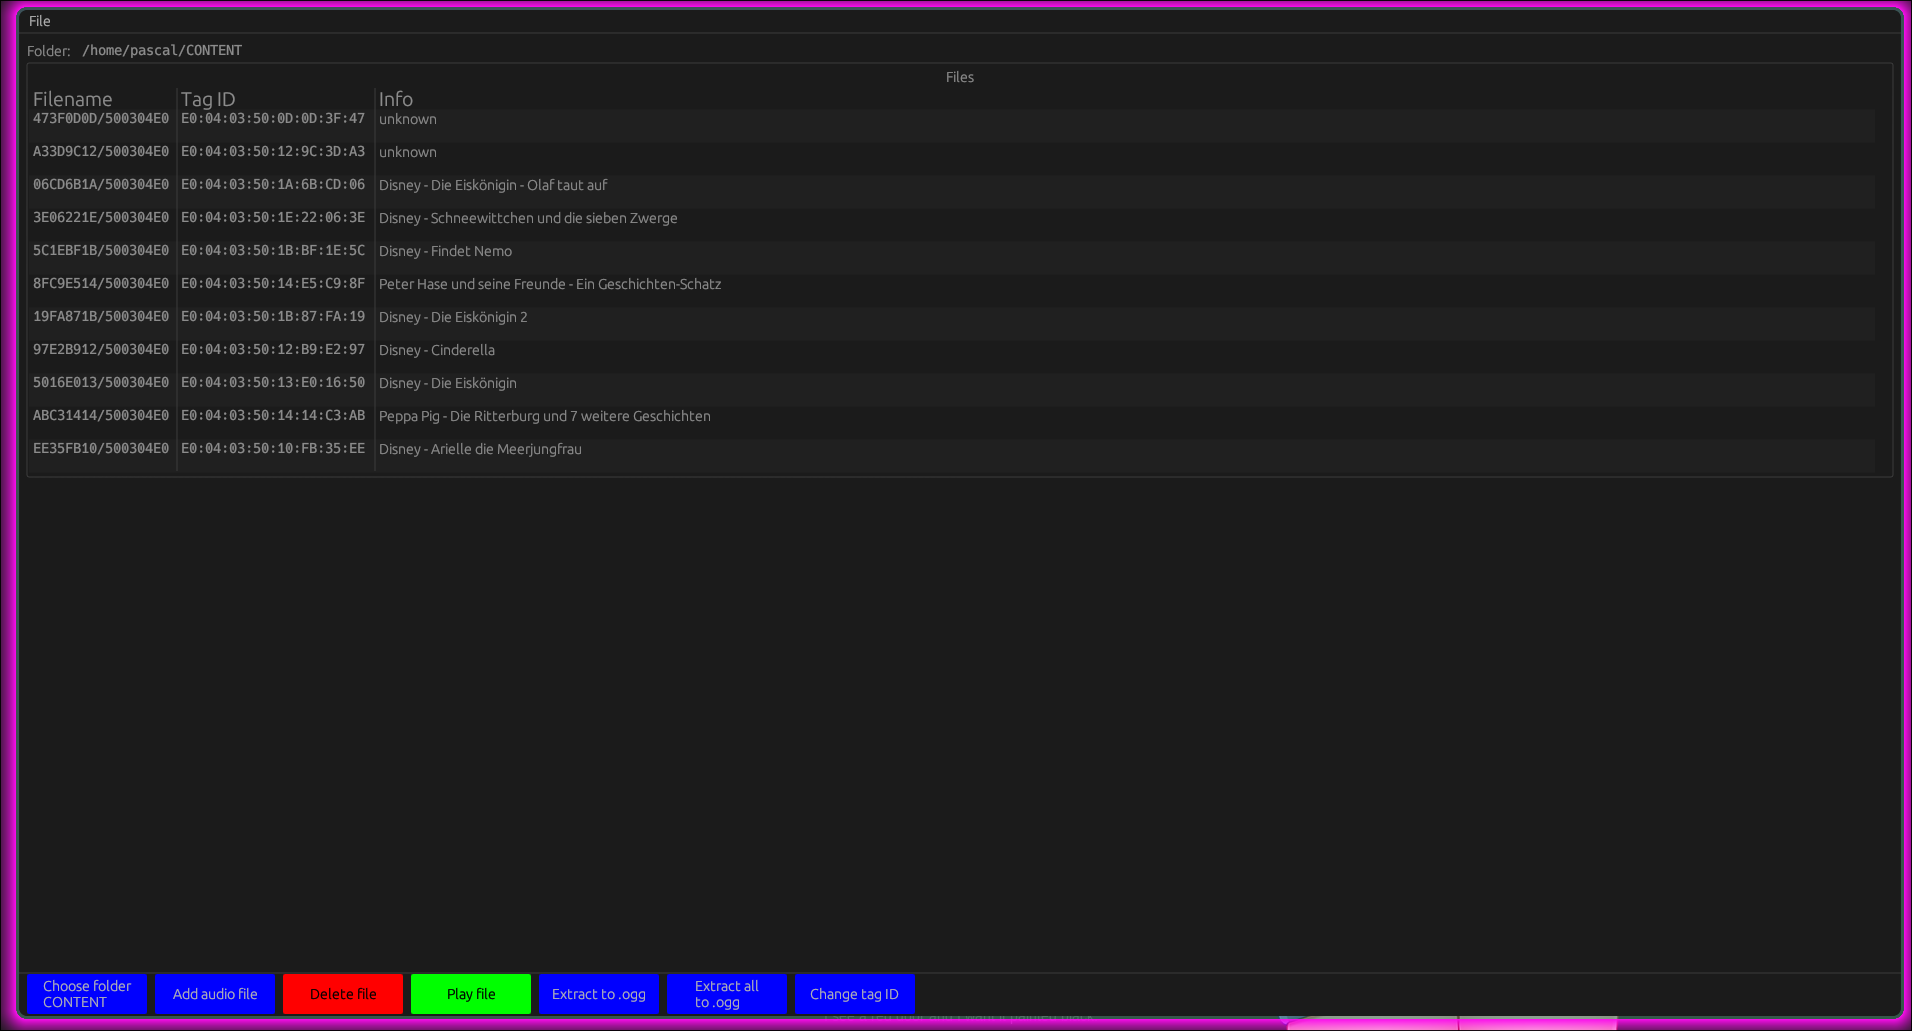 File
Folder: /home/pascal/CONTENT
Files
Filename Tag ID Info
473F0D0D/500304E0 E0:04:03:50:0D:0D:3F:47 unknown
A33D9C12/500304E0 E0:04:03:50:12:9C:3D:A3 unknown
06CD6B1A/500304E0 E0:04:03:50:1A:6B:CD:06 Disney - Die Eiskönigin - Olaf taut auf
3E06221E/500304E0 E0:04:03:50:1E:22:06:3E Disney - Schneewittchen und die sieben Zwerge
5C1EBF1B/500304E0 E0:04:03:50:1B:BF:1E:5C Disney - Findet Nemo
8FC9E514/500304E0 E0:04:03:50:14:E5:C9:8F Peter Hase und seine Freunde - Ein Geschichten-Schatz
19FA871B/500304E0 E0:04:03:50:1B:87:FA:19 Disney - Die Eiskönigin 2
97E2B912/500304E0 E0:04:03:50:12:B9:E2:97 Disney - Cinderella
5016E013/500304E0 E0:04:03:50:13:E0:16:50 Disney - Die Eiskönigin
ABC31414/500304E0 E0:04:03:50:14:14:C3:AB Peppa Pig - Die Ritterburg und 7 weitere Geschichten
EE35FB10/500304E0 E0:04:03:50:10:FB:35:EE Disney - Arielle die Meerjungfrau
Choose folder
CONTENT
Add audio file
Delete file
Play file
Extract to .ogg
Extract all
to .ogg
Change tag ID